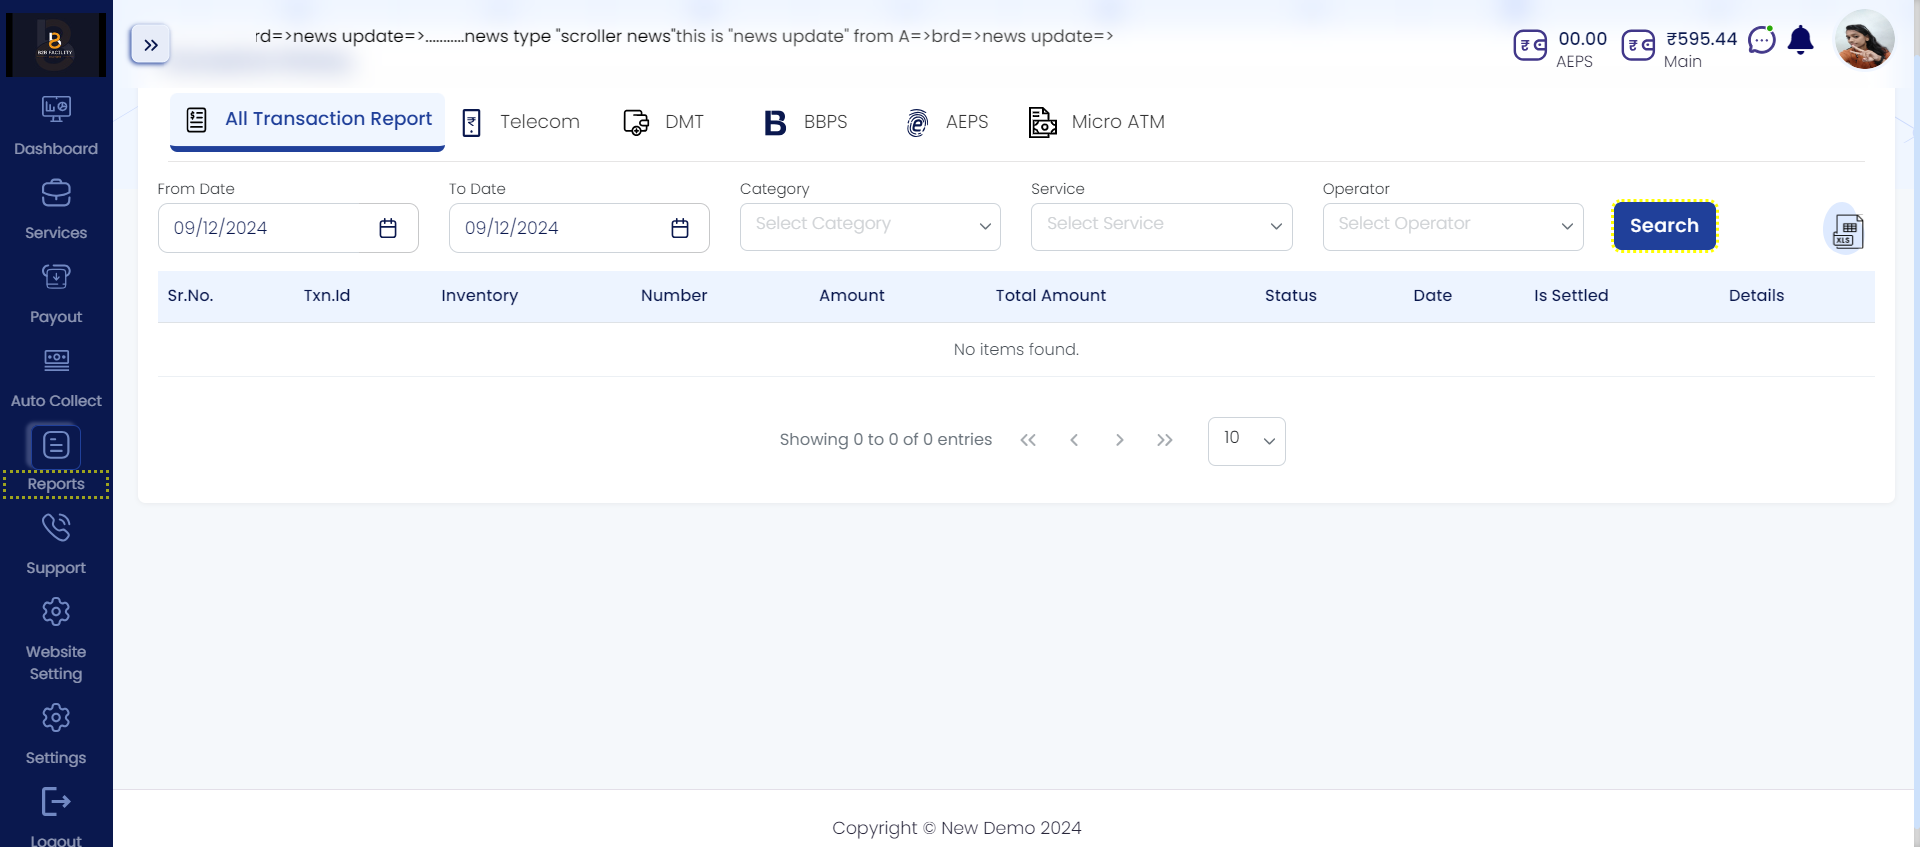 B2B FACILITY
rd=>news update=>...........news type "scroller news"this is "news update" from A=>brd=>news update=>
00.00
AEPS
₹595.44
Main
Dashboard
Services
Payout
Auto Collect
Reports
Support
Website
Setting
Settings
Logout
All Transaction Report
Telecom
DMT
B BBPS
AEPS
Micro ATM
From Date
To Date
Category
Service
Operator
09/12/2024
09/12/2024
Select Category
Select Service
Select Operator
Search
XLS
Sr.No. Txn.Id Inventory Number Amount Total Amount Status Date Is Settled Details
No items found.
Showing 0 to 0 of 0 entries
10
Copyright © New Demo 2024